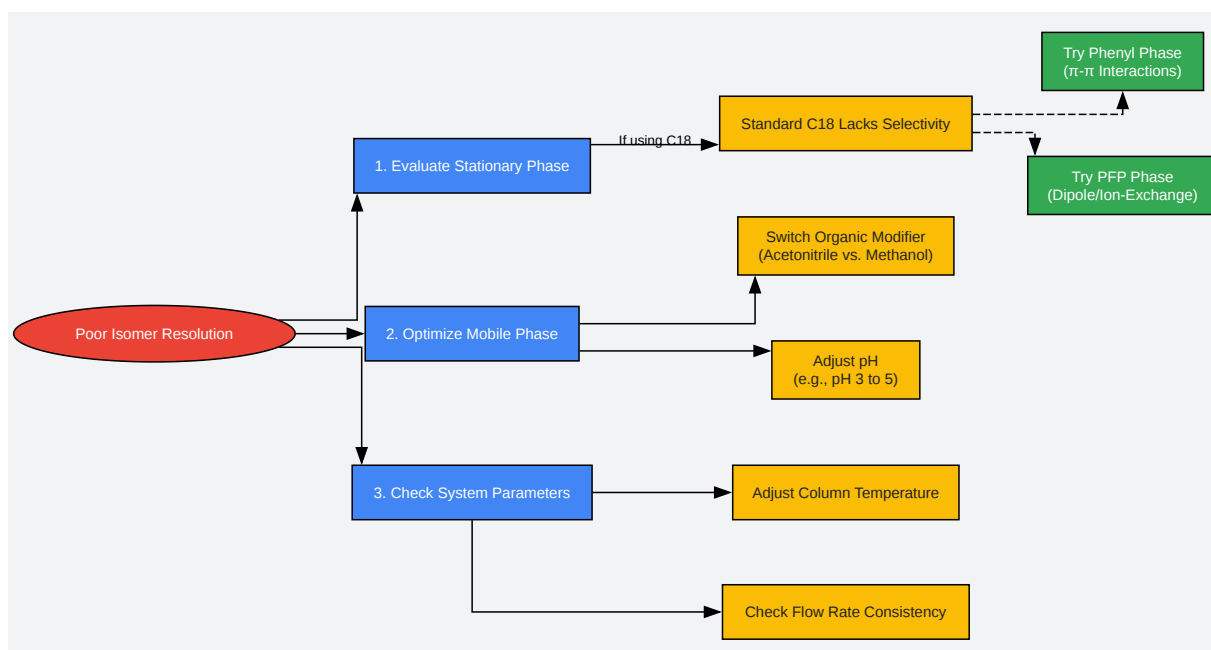 Try Phenyl Phase
(π-π Interactions)
Standard C18 Lacks Selectivity
If using C18
1. Evaluate Stationary Phase
Try PFP Phase
(Dipole/Ion-Exchange)
Switch Organic Modifier
(Acetonitrile vs. Methanol)
Poor Isomer Resolution
2. Optimize Mobile Phase
Adjust pH
(e.g., pH 3 to 5)
3. Check System Parameters
Adjust Column Temperature
Check Flow Rate Consistency